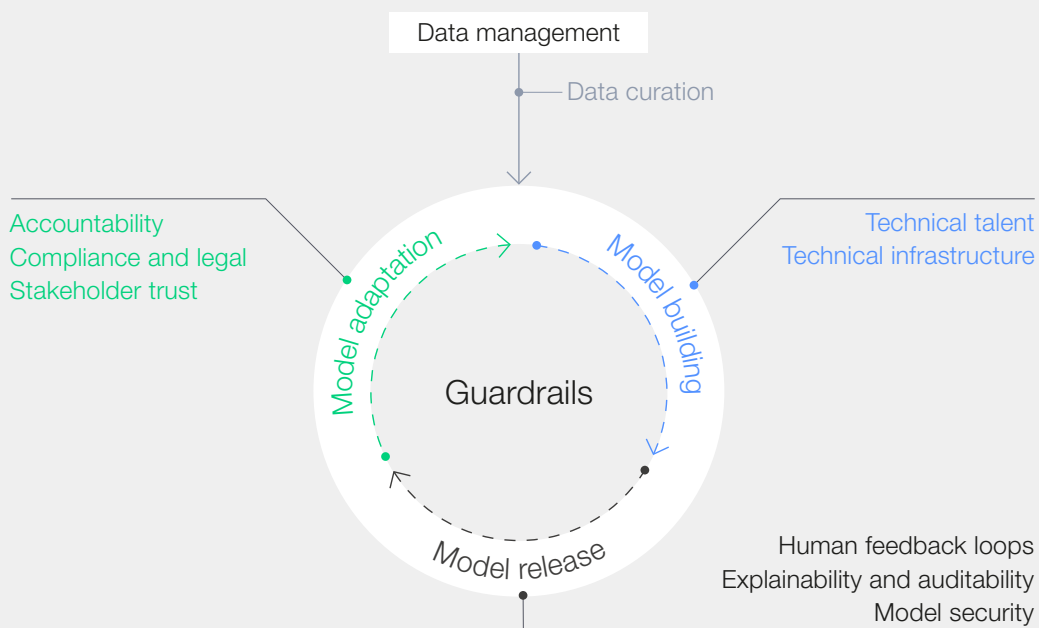 Data management
Data curation
Accountability
Compliance and legal
Stakeholder trust
Technical talent
Technical infrastructure
Model adaptation
Model building
Guardrails
Model release
Human feedback loops
Explainability and auditability
Model security